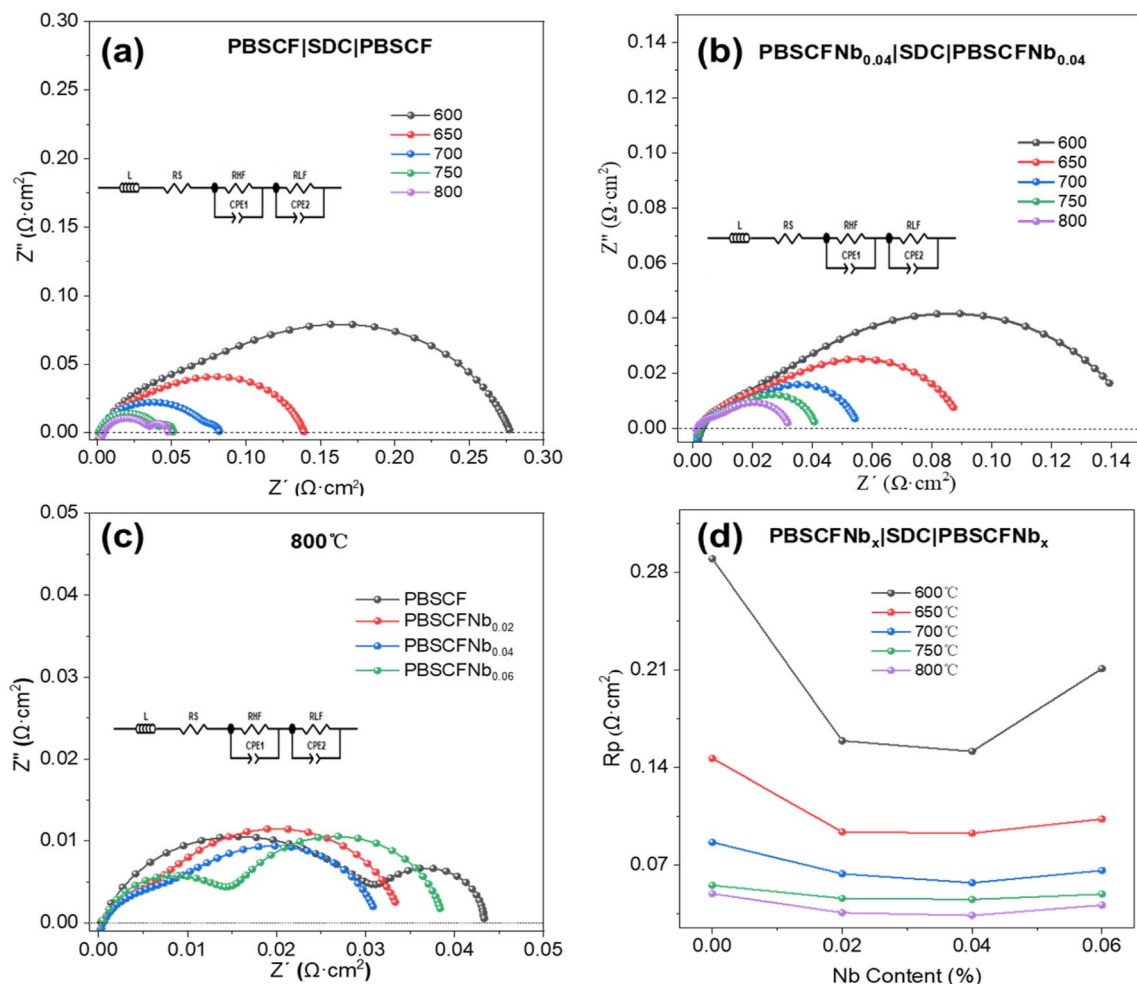 (a)
PBSCF|SDC|PBSCF
0.30
0.25
0.20
0.15
0.10
0.05
0.00
Z" (Ω·cm²)
600
650
700
750
800
L
RS
RHF
RLF
CPE1
CPE2
0.00 0.05 0.10 0.15 0.20 0.25 0.30
Z´ (Ω·cm²)
(b)
PBSCFNb₀.₀₄|SDC|PBSCFNb₀.₀₄
0.14
0.12
0.10
0.08
0.06
0.04
0.02
0.00
Z" (Ω·cm²)
600
650
700
750
800
L
RS
RHF
RLF
CPE1
CPE2
0.00 0.02 0.04 0.06 0.08 0.10 0.12 0.14
Z´ (Ω·cm²)
(c)
800℃
0.05
0.04
0.03
0.02
0.01
0.00
Z" (Ω·cm²)
PBSCF
PBSCFNb₀.₀₂
PBSCFNb₀.₀₄
PBSCFNb₀.₀₆
L
RS
RHF
RLF
CPE1
CPE2
0.00 0.01 0.02 0.03 0.04 0.05
Z´ (Ω·cm²)
(d)
PBSCFNbₓ|SDC|PBSCFNbₓ
0.28
0.21
0.14
0.07
Rp (Ω·cm²)
600℃
650℃
700℃
750℃
800℃
0.00 0.02 0.04 0.06
Nb Content (%)